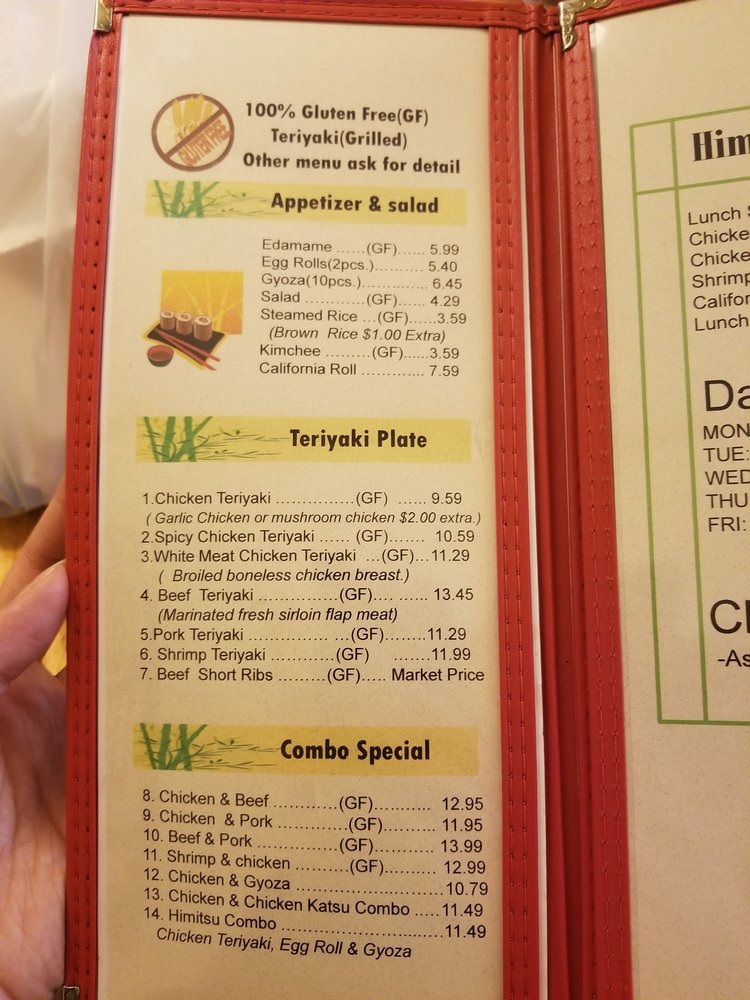 GLUTEN FREE
100% Gluten Free(GF)
Teriyaki(Grilled)
Other menu ask for detail
Appetizer & salad
Edamame ......(GF)...... 5.99
Egg Rolls(2pcs.)........... 5.40
Gyoza(10pcs.)............... 6.45
Salad ............(GF)...... 4.29
Steamed Rice ...(GF)......3.59
(Brown Rice $1.00 Extra)
Kimchee .........(GF)......3.59
California Roll .............. 7.59
Teriyaki Plate
1.Chicken Teriyaki ...............(GF) ...... 9.59
( Garlic Chicken or mushroom chicken $2.00 extra.)
2.Spicy Chicken Teriyaki ...... (GF)....... 10.59
3.White Meat Chicken Teriyaki ...(GF)...11.29
( Broiled boneless chicken breast.)
4. Beef Teriyaki ...............(GF).... ...... 13.45
(Marinated fresh sirloin flap meat)
5.Pork Teriyaki ............... ...(GF)........11.29
6. Shrimp Teriyaki ............(GF) .......11.99
7. Beef Short Ribs .........(GF)..... Market Price
Combo Special
8. Chicken & Beef ............(GF)........... 12.95
9. Chicken & Pork ............(GF)........... 11.95
10. Beef & Pork ...............(GF)........... 13.99
11. Shrimp & chicken .........(GF)........... 12.99
12. Chicken & Gyoza ..........................10.79
13. Chicken & Chicken Katsu Combo .....11.49
14. Himitsu Combo .............................11.49
Chicken Teriyaki, Egg Roll & Gyoza
Him
Lunch
Chicke
Chicke
Shrimp
Califor
Lunch
Da
MON
TUE:
WED
THU
FRI:
-As